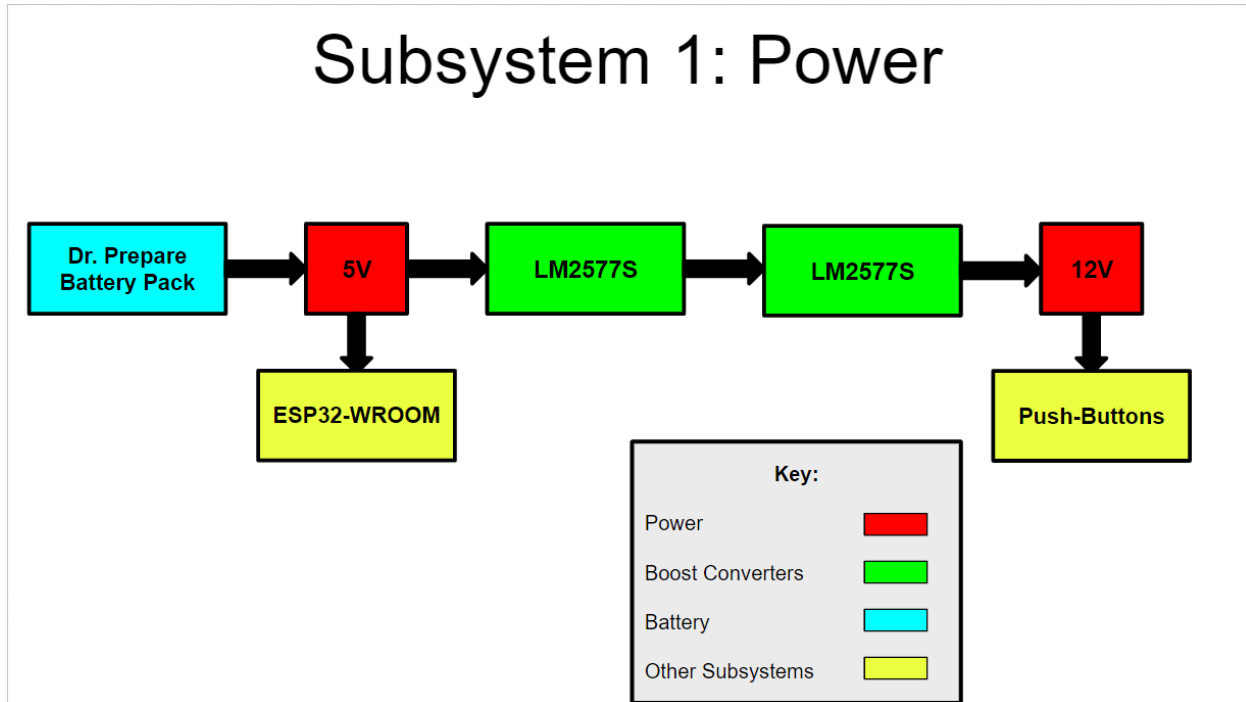 Subsystem 1: Power
Dr. Prepare
Battery Pack
5V
LM2577S
LM2577S
12V
ESP32-WROOM
Push-Buttons
Key:
Power
Boost Converters
Battery
Other Subsystems